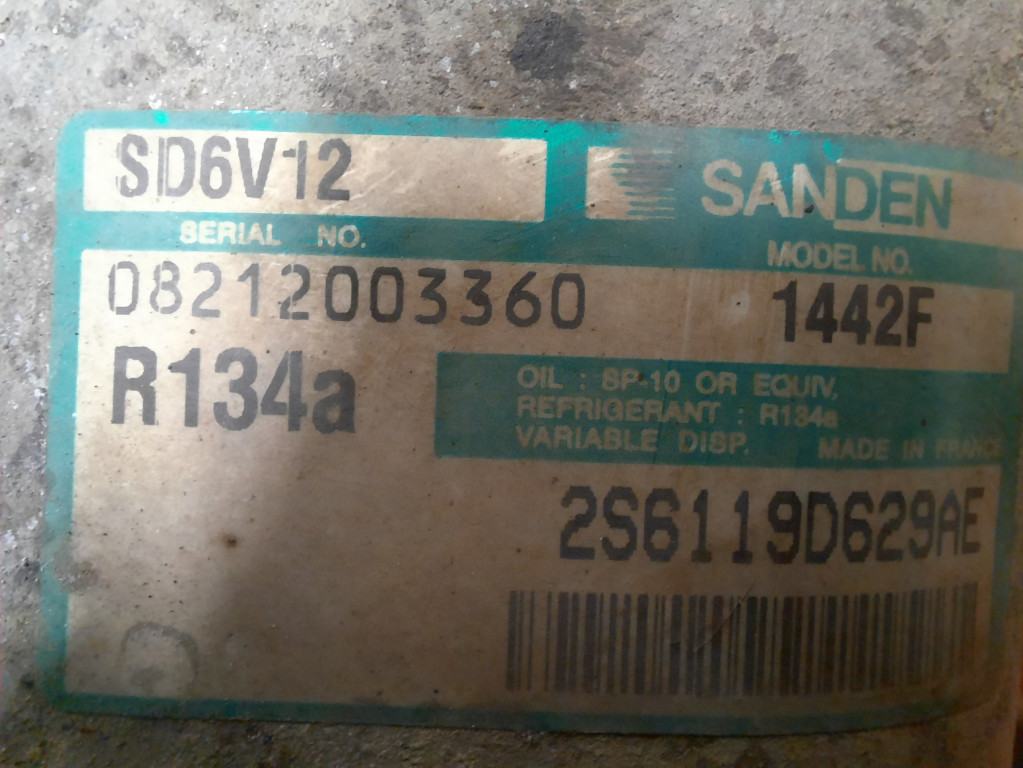 SD6V12
SANDEN
SERIAL NO.
MODEL NO.
08212003360
1442F
R134a
OIL : SP-10 OR EQUIV.
REFRIGERANT : R134a
VARIABLE DISP. MADE IN FRANCE
2S6119D629AE